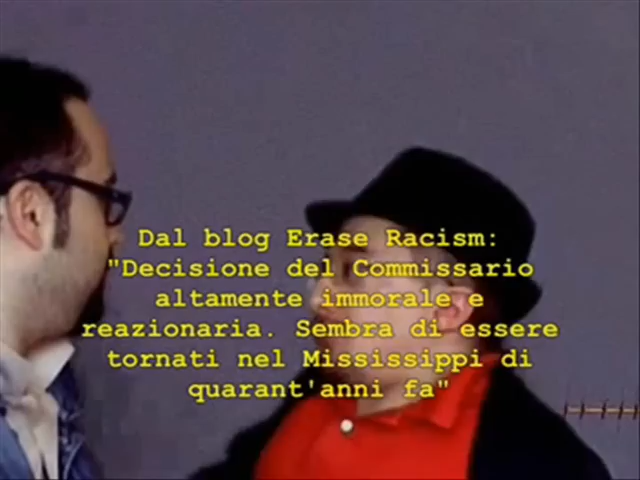 Dal blog Erase Racism:
"Decisione del Commissario
altamente immorale e
reazionaria. Sembra di essere
tornati nel Mississippi di
quarant'anni fa"